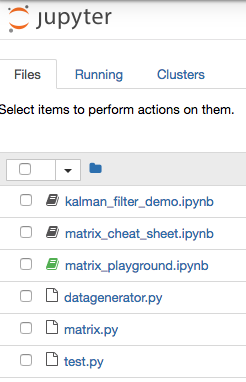 jupyter
Files Running Clusters
Select items to perform actions on them.
kalman_filter_demo.ipynb
matrix_cheat_sheet.ipynb
matrix_playground.ipynb
datagenerator.py
matrix.py
test.py